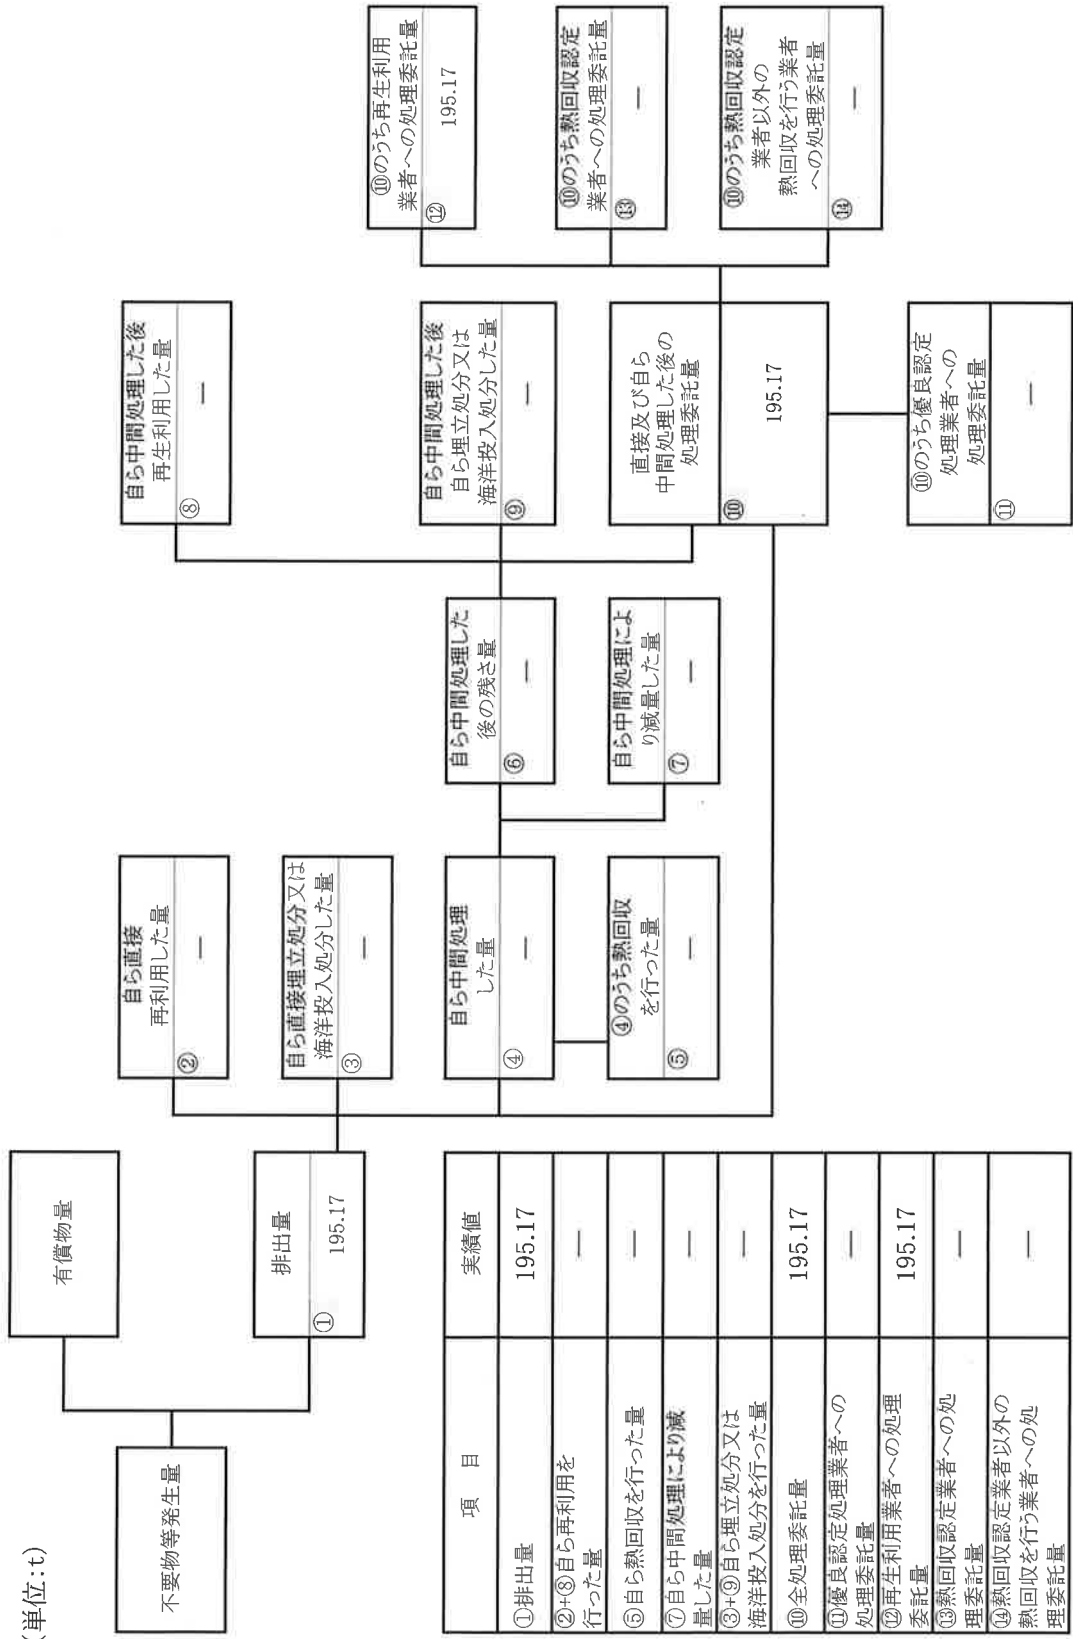 (単位:t)
不要物等発生量
有償物量
排出量
①
195.17
自ら直接
再利用した量
②
―
自ら直接埋立処分又は
海洋投入処分した量
③
―
自ら中間処理
した量
④
―
④のうち熱回収
を行った量
⑤
―
自ら中間処理した
後の残さ量
⑥
―
自ら中間処理によ
り減量した量
⑦
―
自ら中間処理した後
再生利用した量
⑧
―
自ら中間処理した後
自ら埋立処分又は
海洋投入処分した量
⑨
―
直接及び自ら
中間処理した後の
処理委託量
⑩
195.17
⑩のうち優良認定
処理業者への
処理委託量
⑪
―
⑩のうち再生利用
業者への処理委託量
⑫
195.17
⑩のうち熱回収認定
業者への処理委託量
⑬
―
⑩のうち熱回収認定
業者以外の
熱回収を行う業者
への処理委託量
⑭
―
項 目 実績値
①排出量 195.17
②+⑧自ら再利用を
行った量 ―
⑤自ら熱回収を行った量 ―
⑦自ら中間処理により減
量した量 ―
③+⑨自ら埋立処分又は
海洋投入処分を行った量 ―
⑩全処理委託量 195.17
⑪優良認定処理業者への
処理委託量 ―
⑫再生利用業者への処理
委託量 195.17
⑬熱回収認定業者への処
理委託量 ―
⑭熱回収認定業者以外の
熱回収を行う業者への処
理委託量 ―